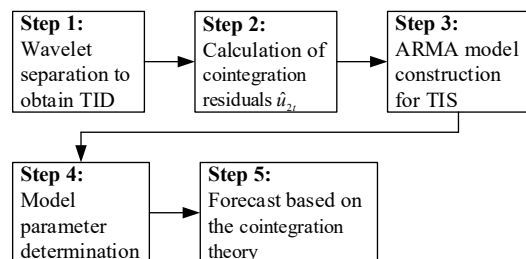 Step 1:
Wavelet
separation to
obtain TID
Step 2:
Calculation of
cointegration
residuals û₂ₜ
Step 3:
ARMA model
construction
for TIS
Step 4:
Model
parameter
determination
Step 5:
Forecast based on
the cointegration
theory